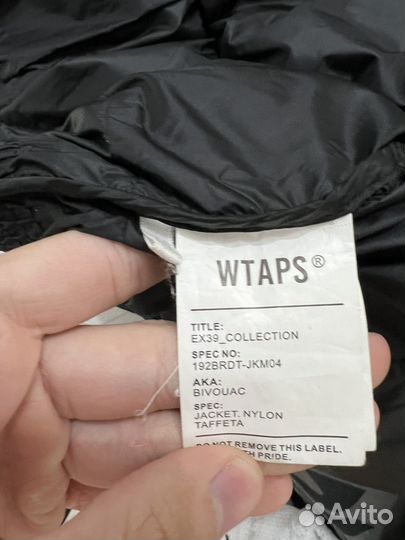 WTAPS®
TITLE:
EX39_COLLECTION
SPEC NO:
192BRDT-JKM04
AKA:
BIVOUAC
SPEC:
JACKET. NYLON
TAFFETA
DO NOT REMOVE THIS LABEL.
PRIDE.
Avito